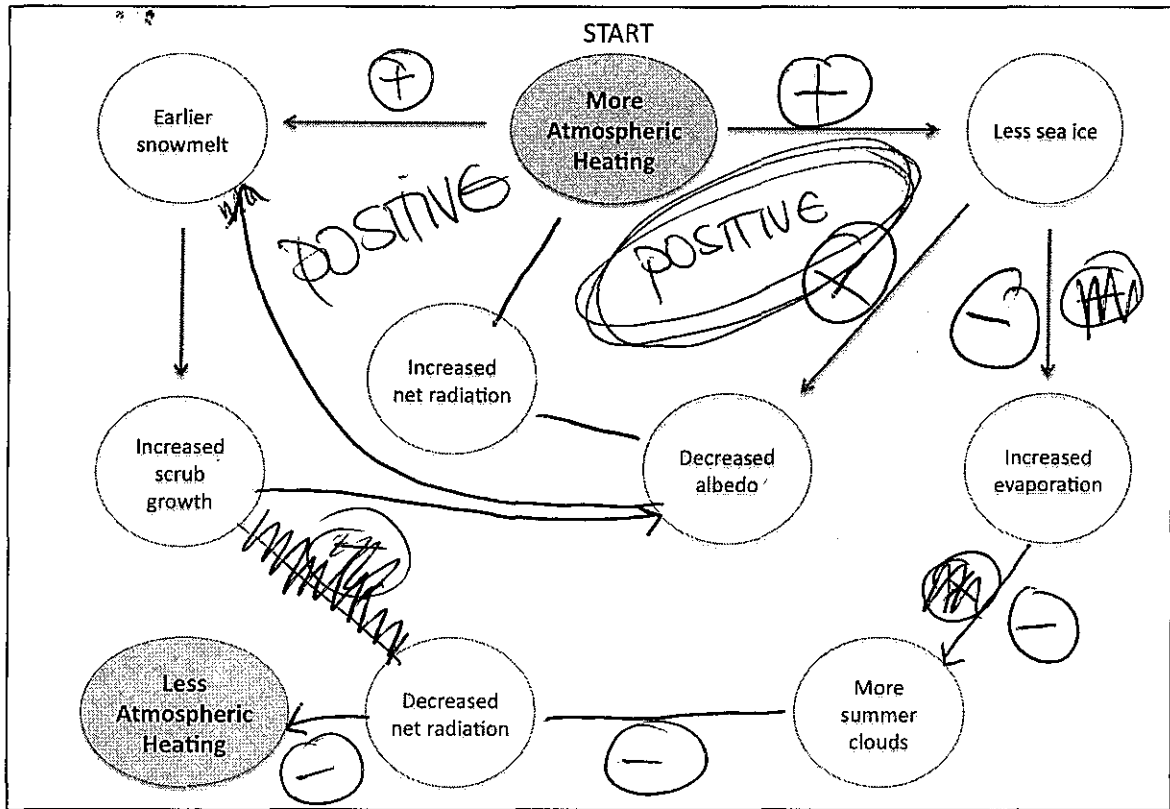 START
+
More
Atmospheric
Heating
+
Earlier
snowmelt
Less sea ice
POSITIVE
POSITIVE
+
−
Increased
net radiation
Increased
scrub
growth
Decreased
albedo
Increased
evaporation
−
Less
Atmospheric
Heating
Decreased
net radiation
More
summer
clouds
−
−